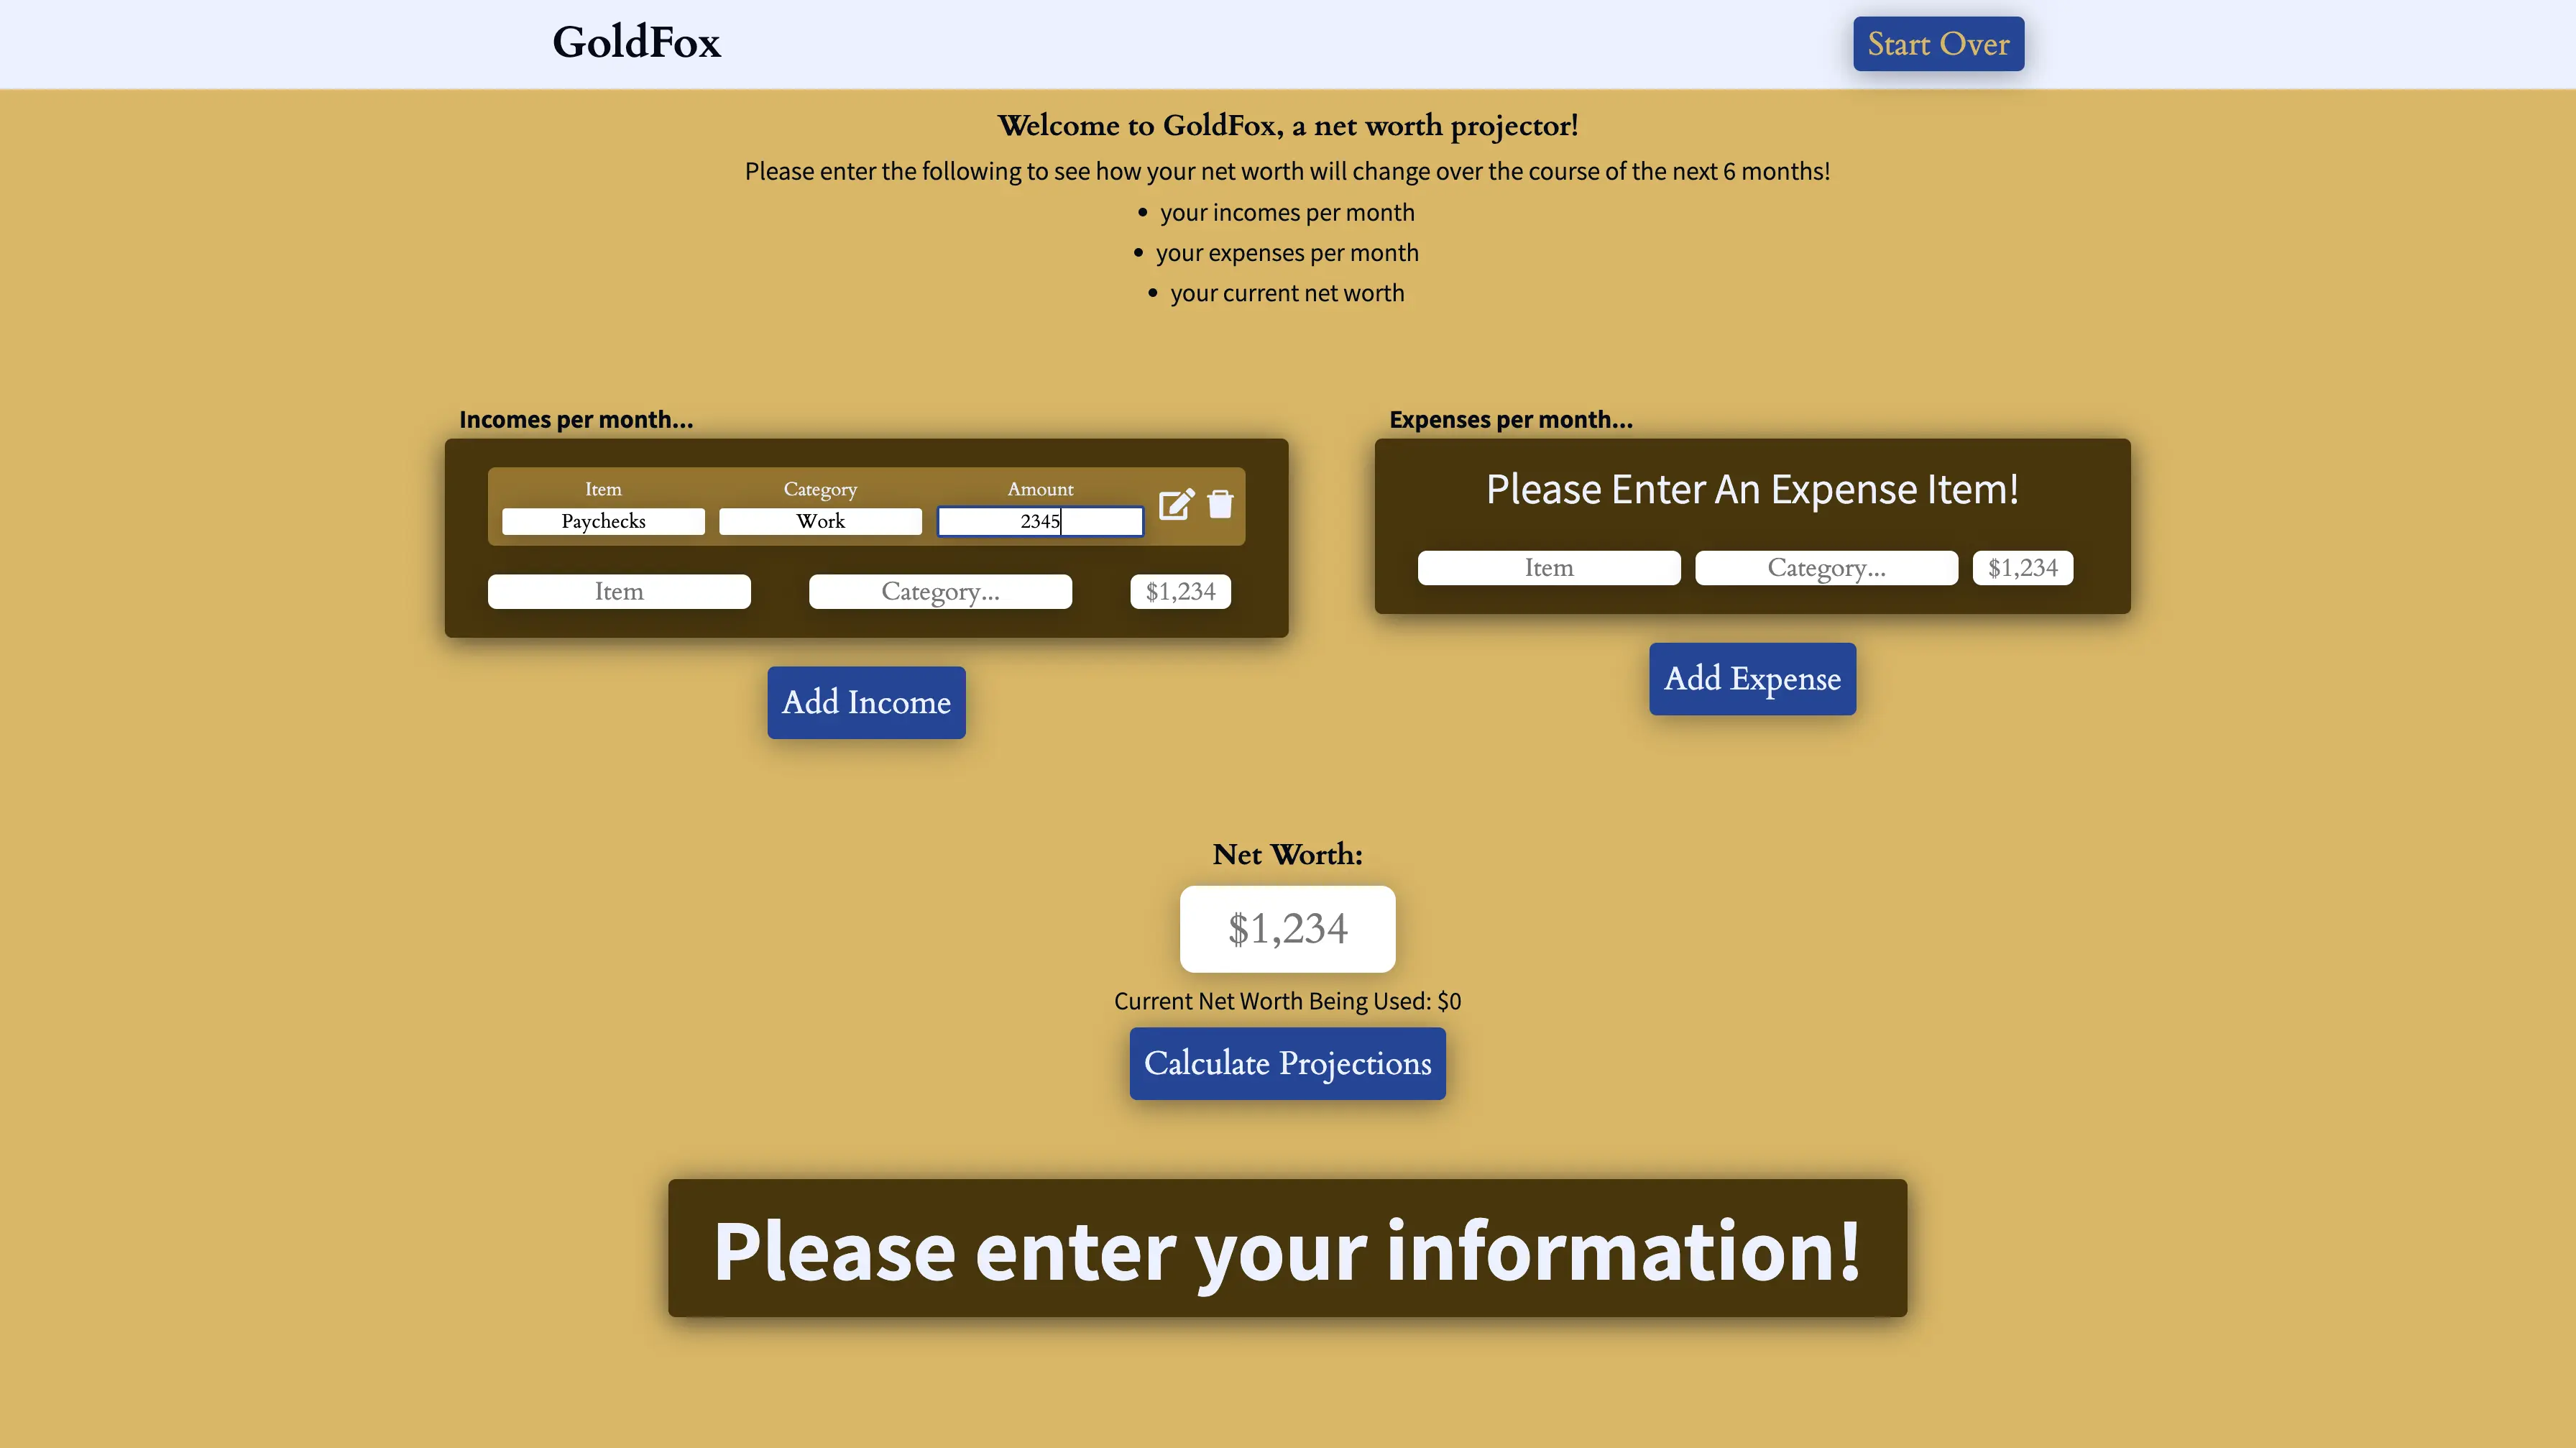 GoldFox
Start Over
Welcome to GoldFox, a net worth projector!
Please enter the following to see how your net worth will change over the course of the next 6 months!
• your incomes per month
• your expenses per month
• your current net worth
Incomes per month...
Item Category Amount
Paychecks Work 2345
Item Category... $1,234
Add Income
Expenses per month...
Please Enter An Expense Item!
Item Category... $1,234
Add Expense
Net Worth:
$1,234
Current Net Worth Being Used: $0
Calculate Projections
Please enter your information!